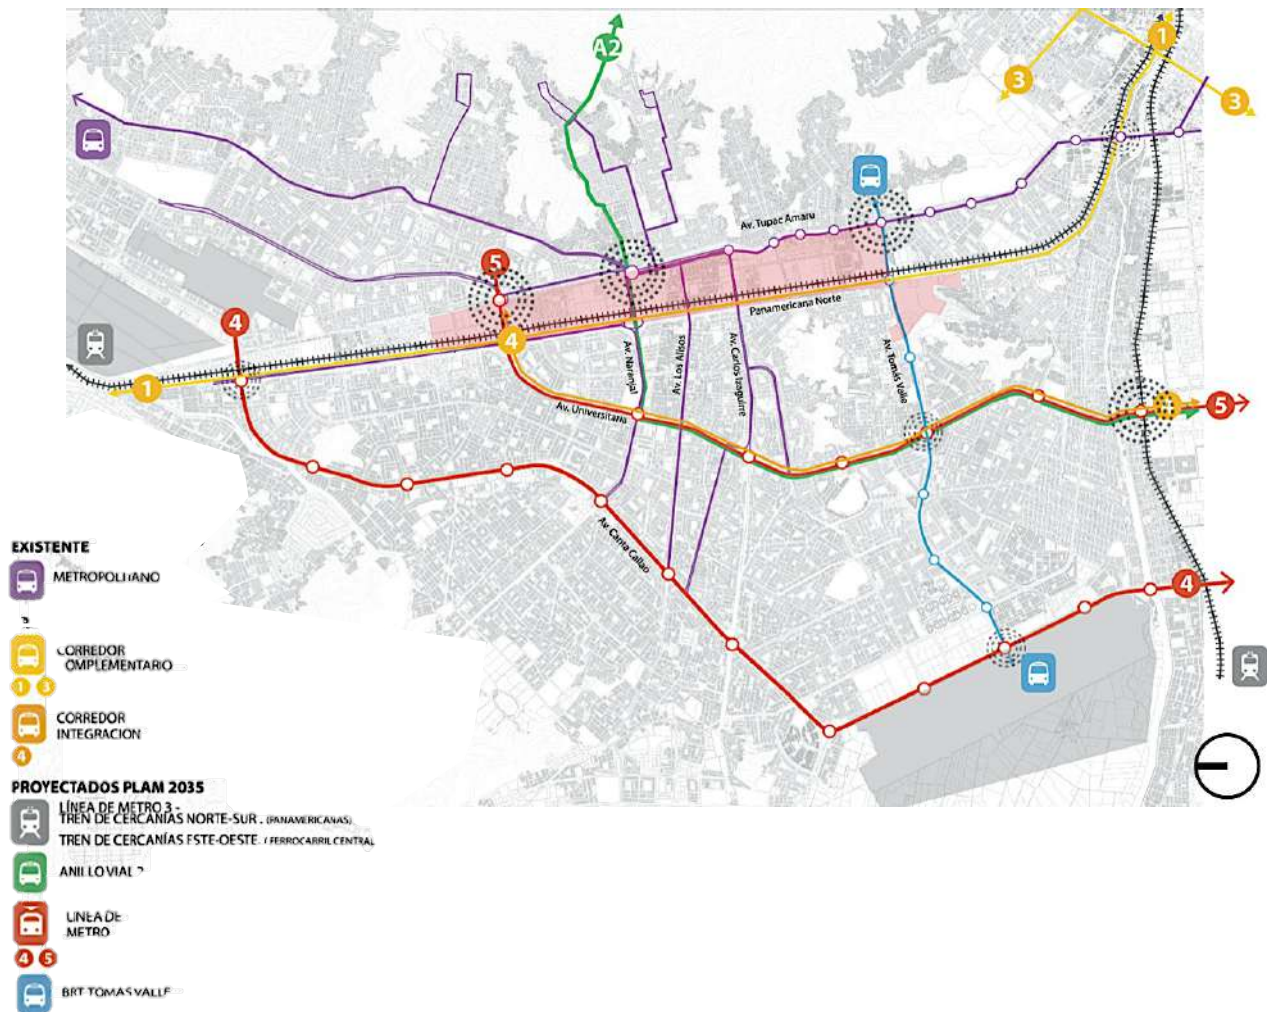 A2
1
3
3
Av. Tupac Amaru
5
Panamericana Norte
4
4
1
Av. Naranjal
Av. Los Alisos
Av. Carlos Izaguirre
Av. Tomás Valle
Av. Universitaria
5
Av. Canta Callao
4
EXISTENTE
METROPOLITANO
CORREDOR
OMPLEMENTARIO
1 3
CORREDOR
INTEGRACION
4
PROYECTADOS PLAM 2035
LÍNEA DE METRO 3 -
TREN DE CERCANÍAS NORTE-SUR . (PANAMERICANAS)
TREN DE CERCANÍAS ESTE-OESTE. (FERROCARRIL CENTRAL
ANILLO VIAL
LINEA DE
METRO
4 5
BRT TOMAS VALLE